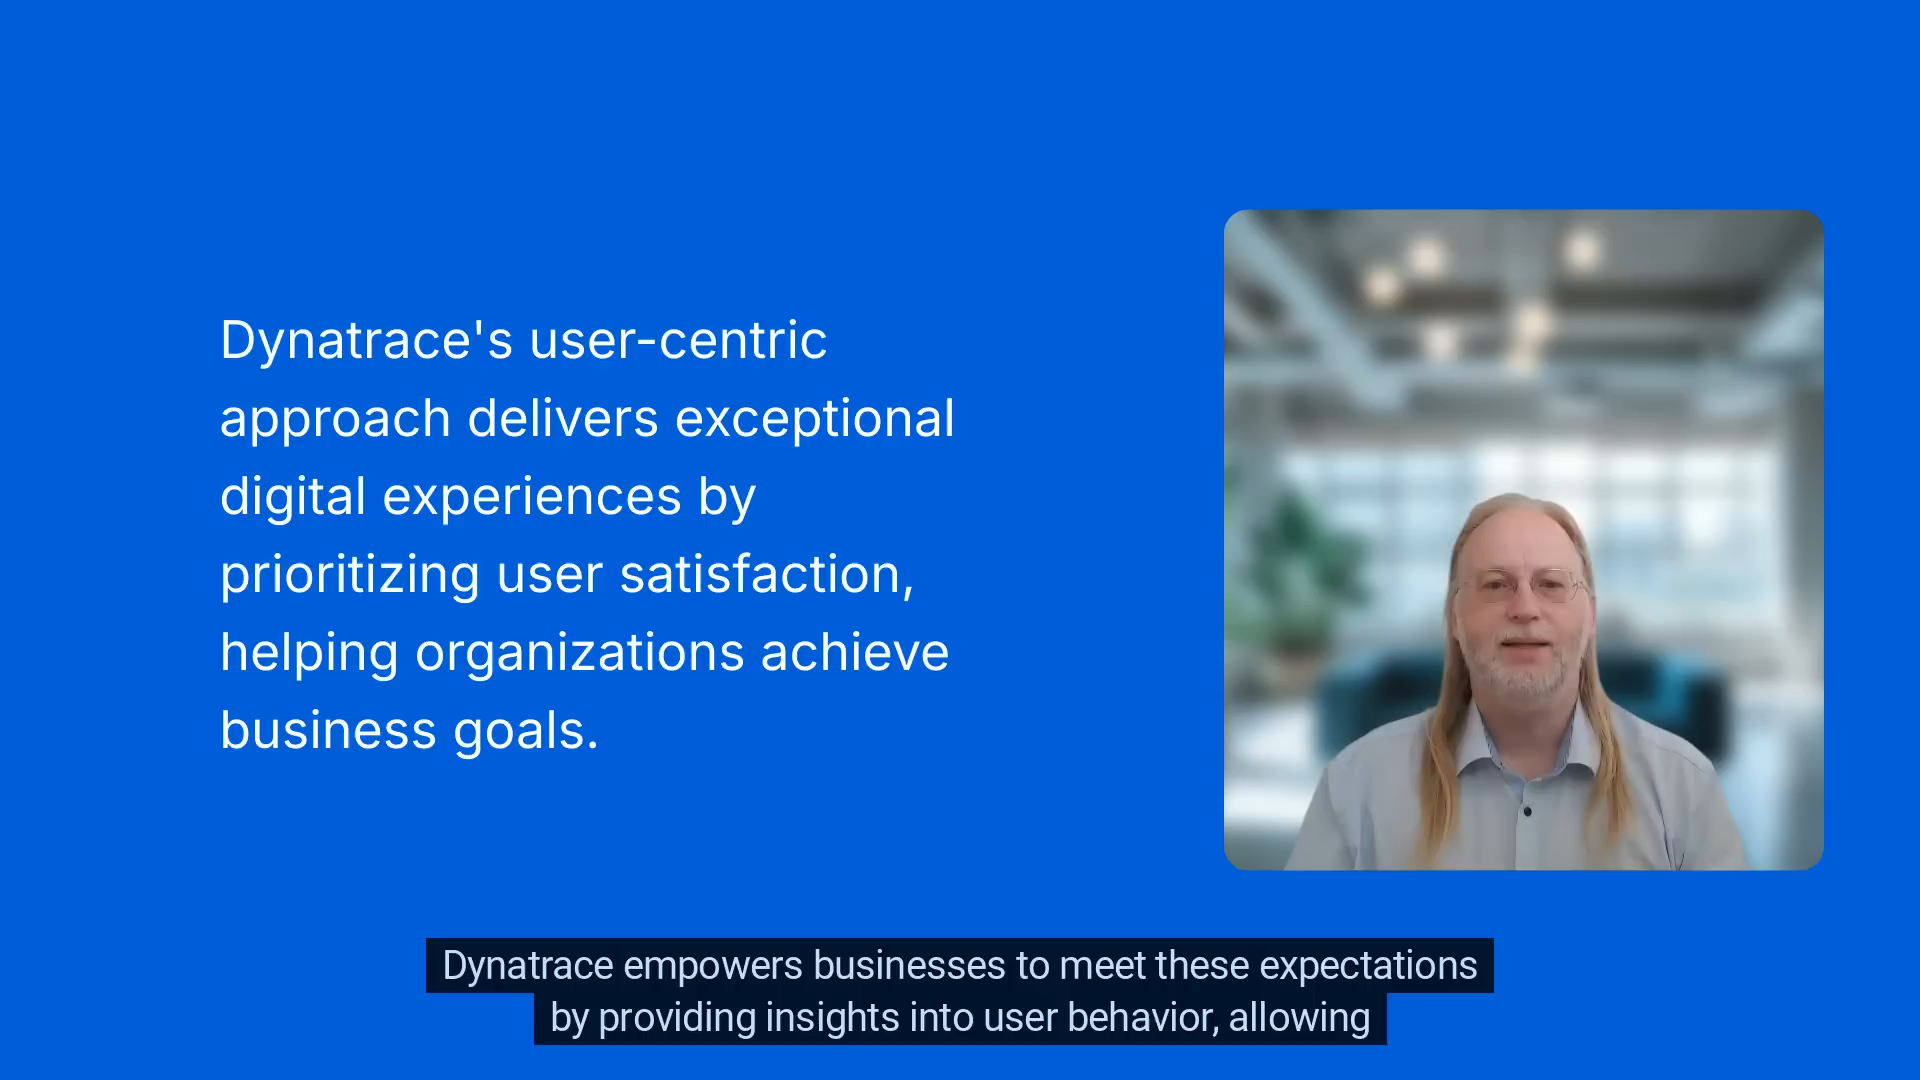 Dynatrace's user-centric
approach delivers exceptional
digital experiences by
prioritizing user satisfaction,
helping organizations achieve
business goals.
Dynatrace empowers businesses to meet these expectations
by providing insights into user behavior, allowing